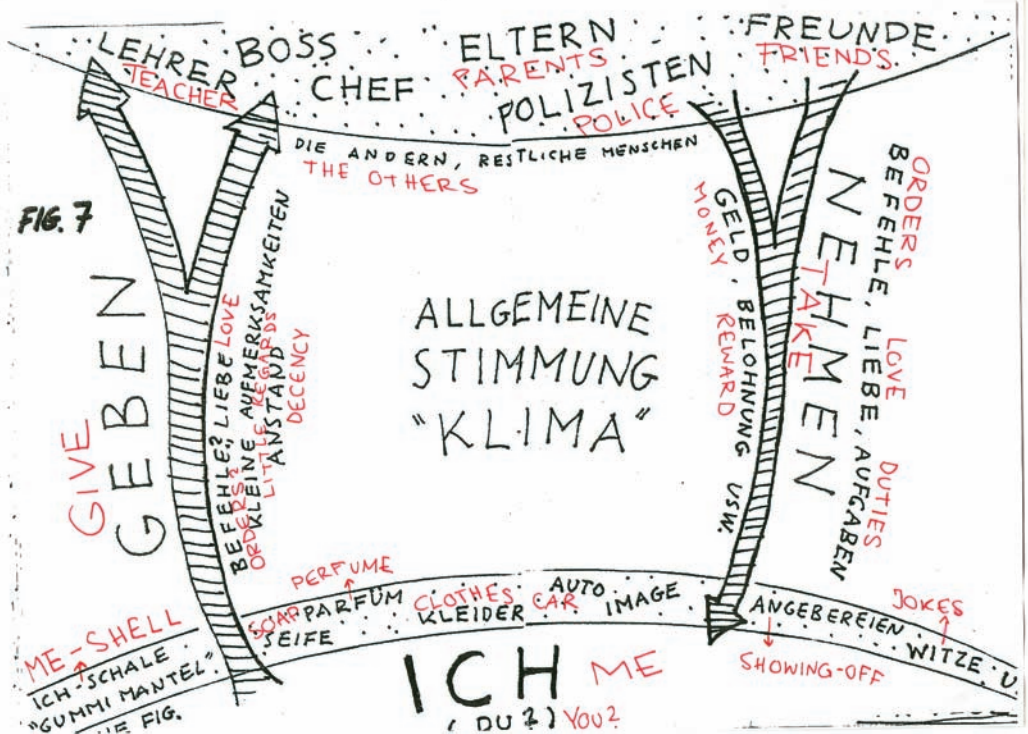 LEHRER
TEACHER
BOSS
CHEF
ELTERN
PARENTS
POLIZISTEN
POLICE
FREUNDE
FRIENDS
DIE ANDERN, RESTLICHE MENSCHEN
THE OTHERS
FIG. 7
GEBEN
GIVE
BEFEHLE?, LIEBE
ORDERS? LOVE
KLEINE AUFMERKSAMKEITEN
LITTLE REGARDS
ANSTAND
DECENCY
ALLGEMEINE
STIMMUNG
"KLIMA"
GELD, BELOHNUNG USW.
MONEY REWARD
NEHMEN
TAKE
BEFEHLE, LIEBE, AUFGABEN
ORDERS LOVE DUTIES
ME-SHELL
ICH-SCHALE
"GUMMI MANTEL"
FIG.
PERFUME
PARFÜM
SOAP
SEIFE
CLOTHES
KLEIDER
CAR
AUTO
IMAGE
ANGEBEREIEN
SHOWING-OFF
JOKES
WITZE, U
ICH
ME
(DU?) YOU?